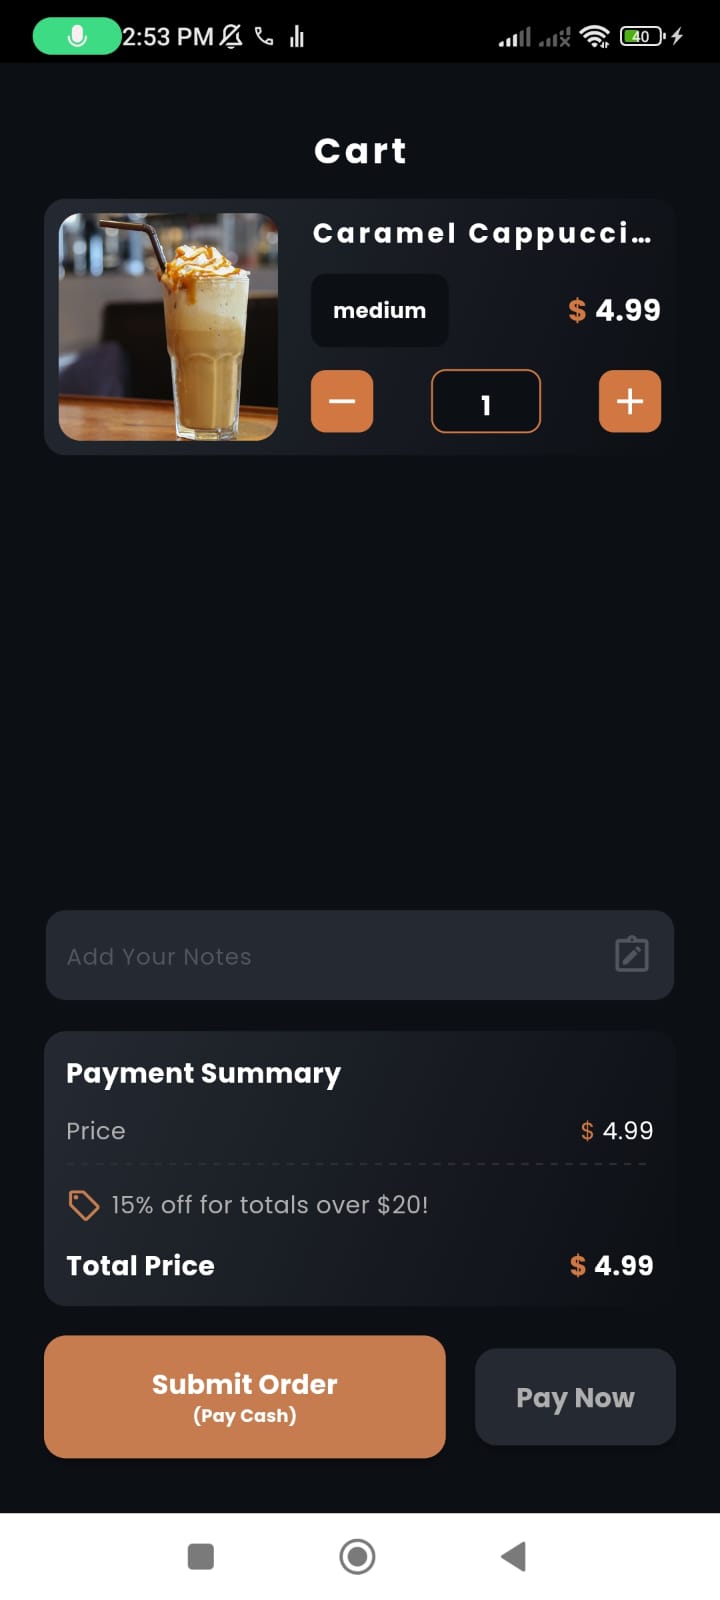 2:53 PM
40
Cart
Caramel Cappucci...
medium
$ 4.99
1
Add Your Notes
Payment Summary
Price $ 4.99
15% off for totals over $20!
Total Price $ 4.99
Submit Order
(Pay Cash)
Pay Now